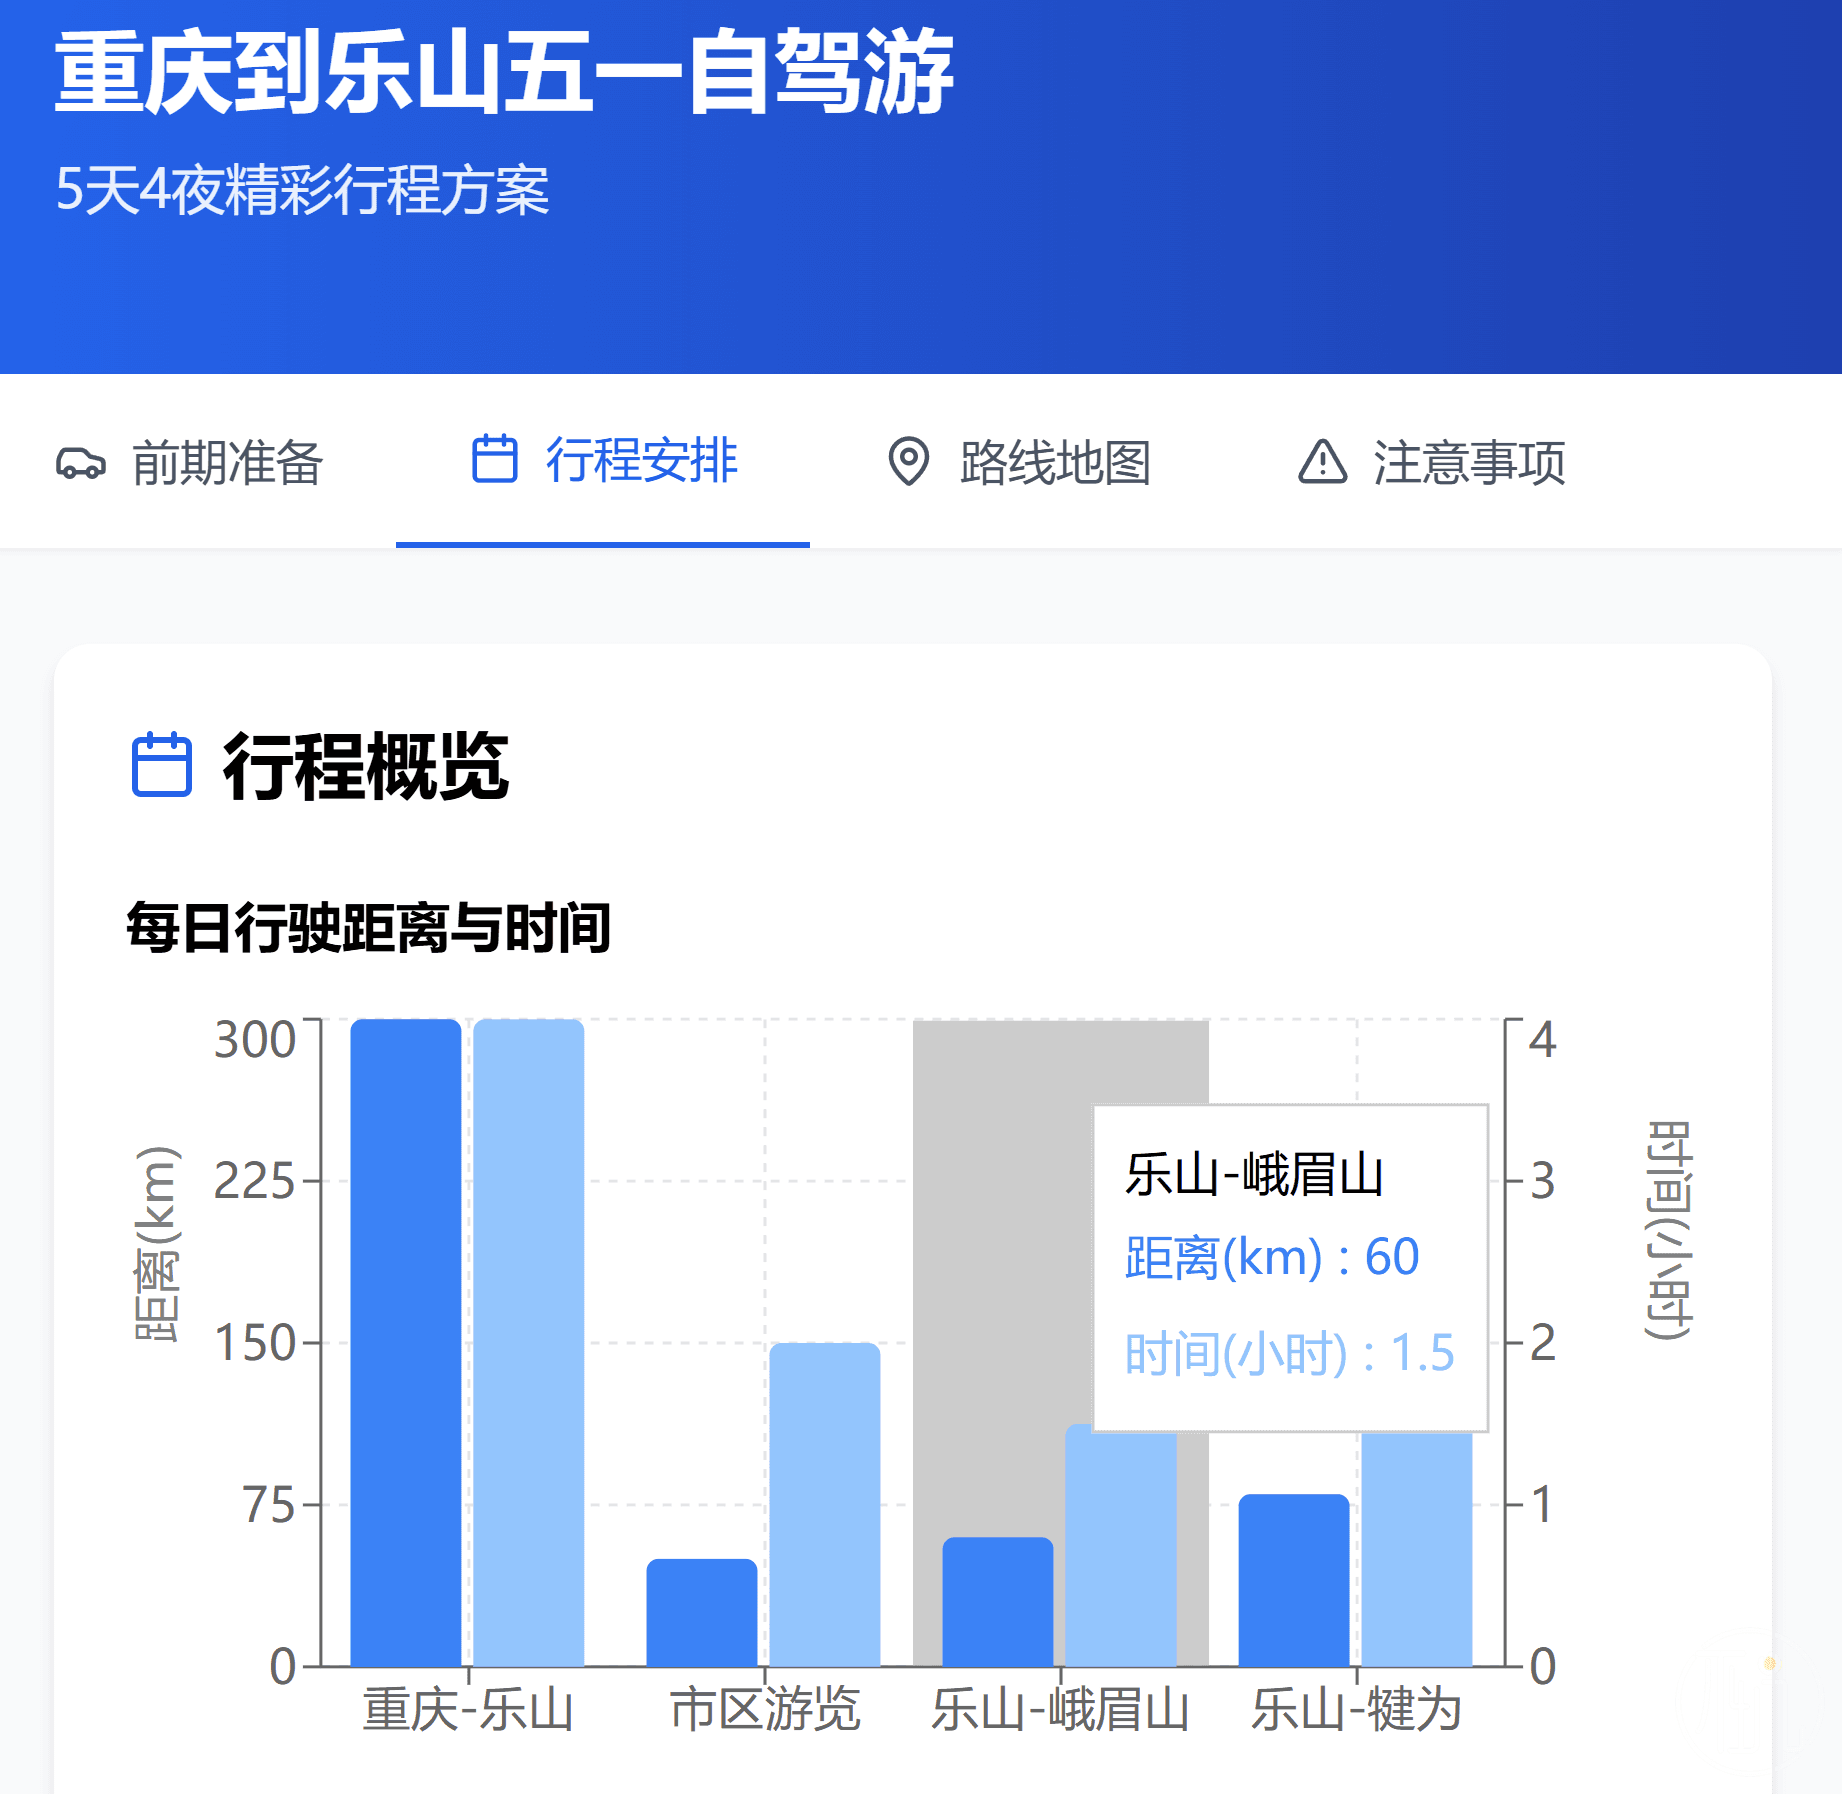 重庆到乐山五一自驾游
5天4夜精彩行程方案
前期准备
行程安排
路线地图
注意事项
行程概览
每日行驶距离与时间
距离(km)
300
225
150
75
0
4
3
2
1
0
时间(小时)
乐山-峨眉山
距离(km) : 60
时间(小时) : 1.5
重庆-乐山
市区游览
乐山-峨眉山
乐山-犍为